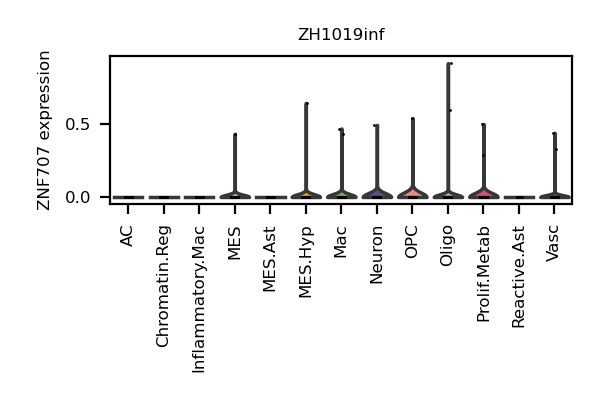 ZH1019inf
ZNF707 expression
0.5
0.0
AC
Chromatin.Reg
Inflammatory.Mac
MES
MES.Ast
MES.Hyp
Mac
Neuron
OPC
Oligo
Prolif.Metab
Reactive.Ast
Vasc